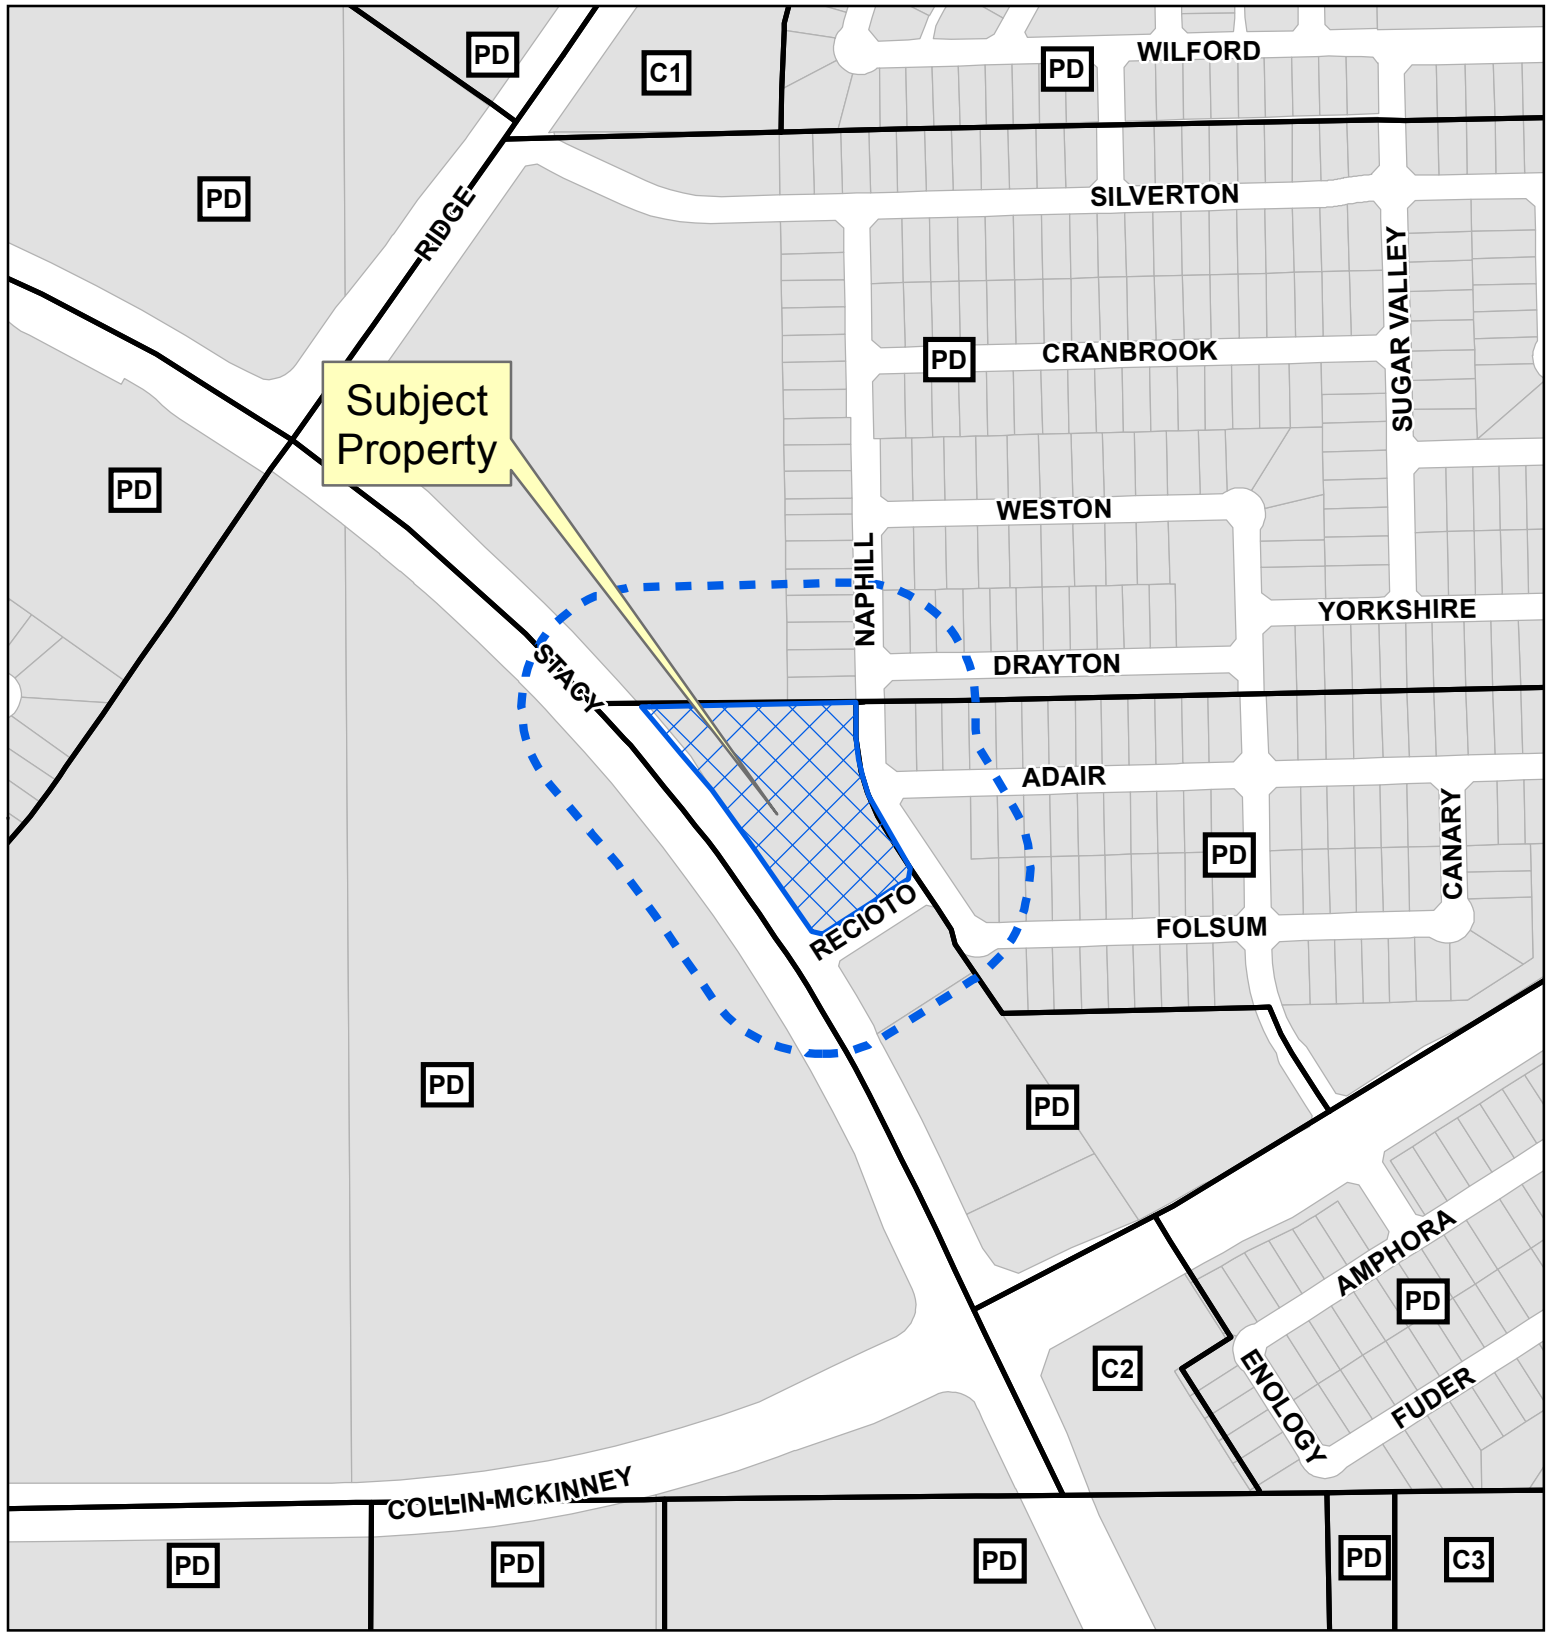 PD
C1
PD
WILFORD
PD
RIDGE
SILVERTON
SUGAR VALLEY
PD
CRANBROOK
Subject
Property
PD
WESTON
NAPHILL
YORKSHIRE
DRAYTON
STACY
ADAIR
CANARY
PD
RECIOTO
FOLSUM
PD
PD
AMPHORA
PD
C2
ENOLOGY
FUDER
COLLIN-MCKINNEY
PD
PD
PD
PD
C3